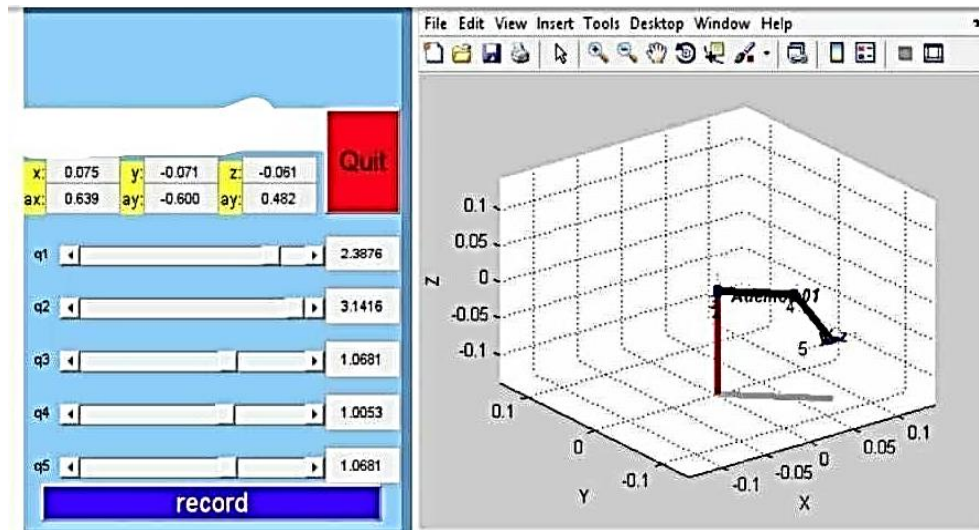 File Edit View Insert Tools Desktop Window Help
Quit
x: 0.075 y: -0.071 z: -0.061
ax: 0.639 ay: -0.600 ay: 0.482
q1 2.3876
q2 3.1416
q3 1.0681
q4 1.0053
q5 1.0681
record
0.1
0.05
0
-0.05
-0.1
Z
01
4
5
z
0.1
0
-0.1
Y
-0.1
-0.05
0
0.05
0.1
X